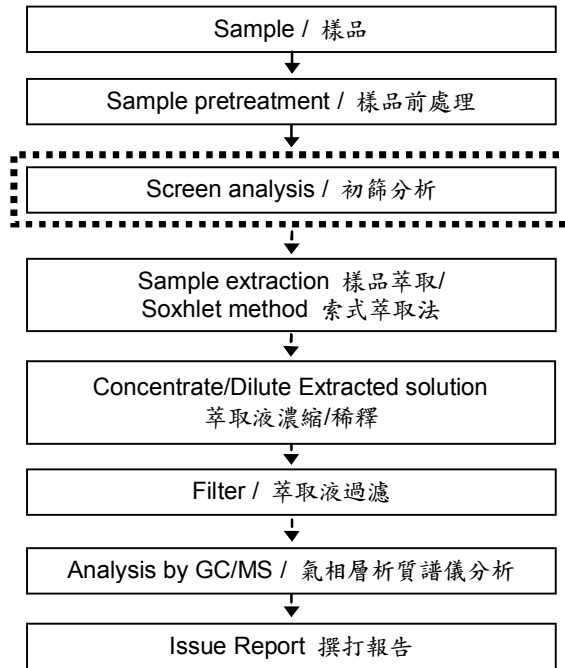 Sample / 樣品
Sample pretreatment / 樣品前處理
Screen analysis / 初篩分析
Sample extraction 樣品萃取/
Soxhlet method 索式萃取法
Concentrate/Dilute Extracted solution
萃取液濃縮/稀釋
Filter / 萃取液過濾
Analysis by GC/MS / 氣相層析質譜儀分析
Issue Report 撰打報告